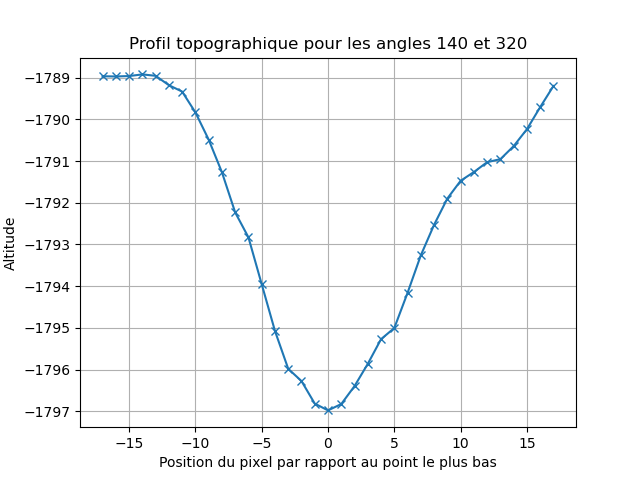 Profil topographique pour les angles 140 et 320
−1789
−1790
−1791
−1792
−1793
−1794
−1795
−1796
−1797
Altitude
−15 −10 −5 0 5 10 15
Position du pixel par rapport au point le plus bas